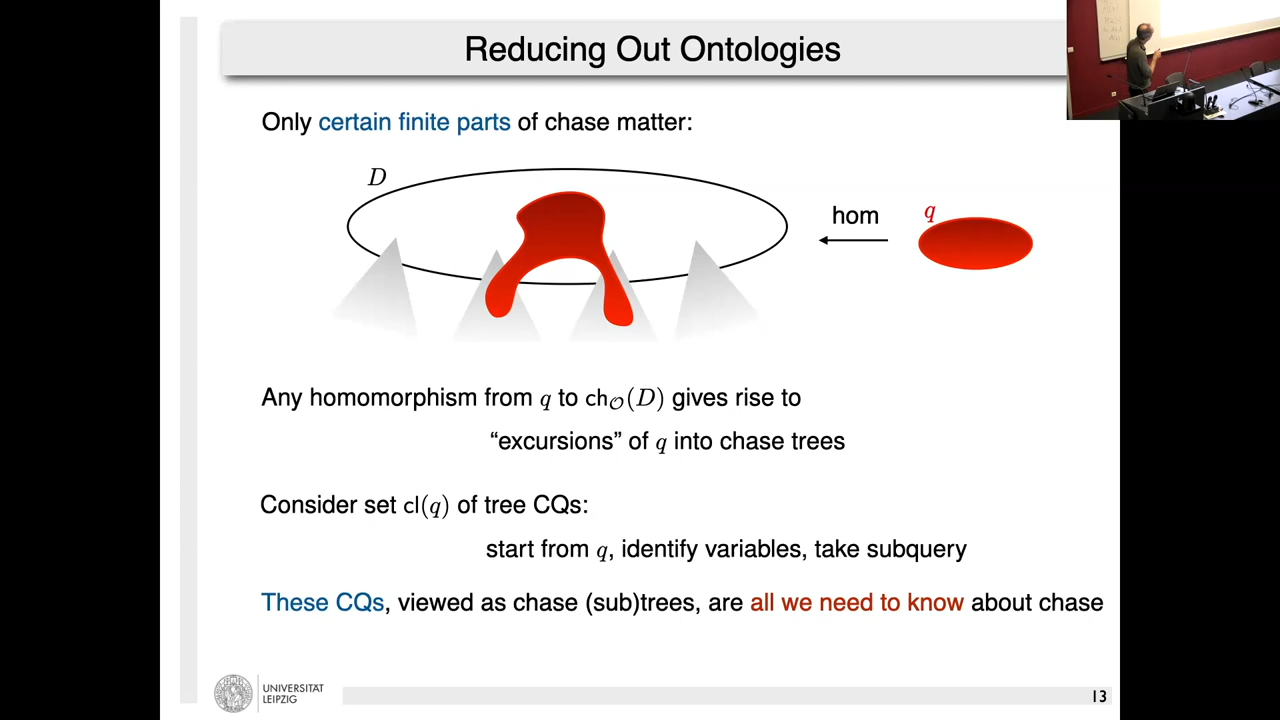 Reducing Out Ontologies
Only certain finite parts of chase matter:
D
hom
q
Any homomorphism from q to ch𝒪(D) gives rise to
“excursions” of q into chase trees
Consider set cl(q) of tree CQs:
start from q, identify variables, take subquery
These CQs, viewed as chase (sub)trees, are all we need to know about chase
UNIVERSITÄT
LEIPZIG
13